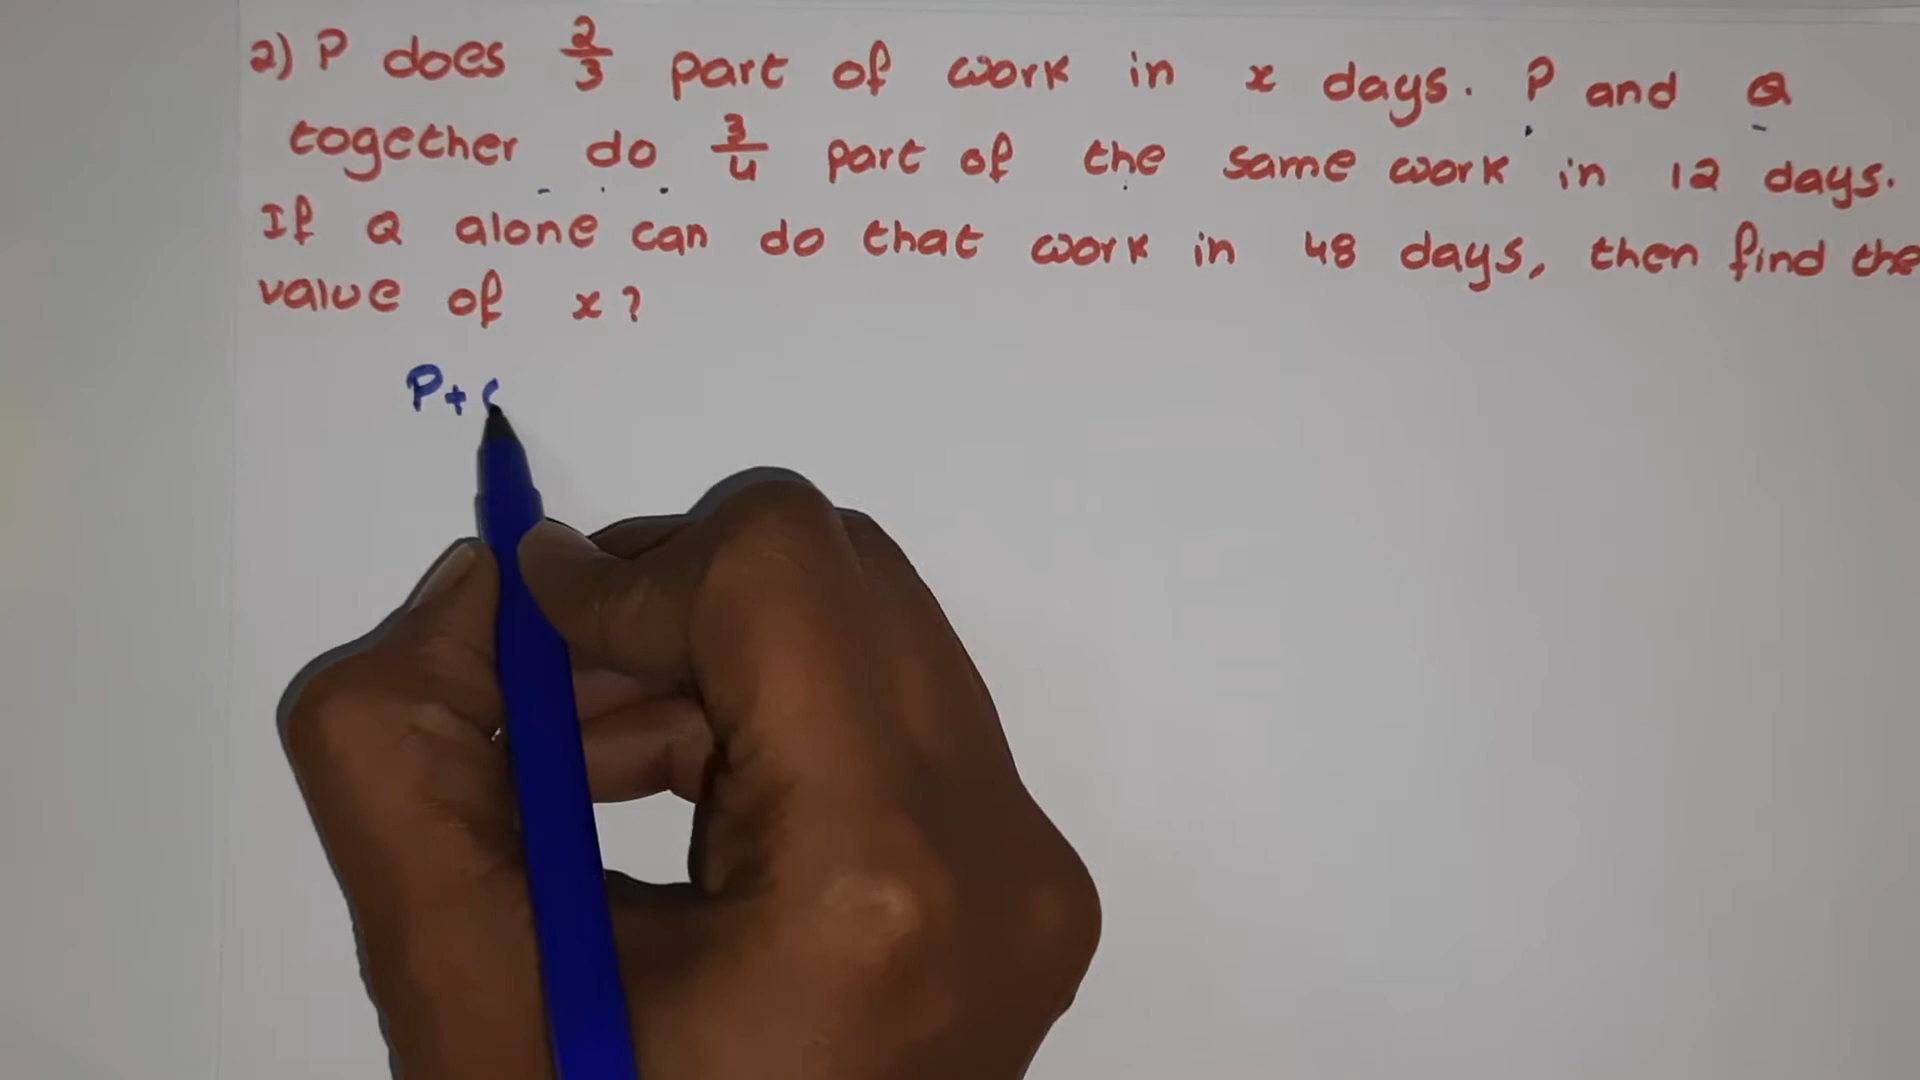 2) P does 2/3 part of work in x days. P and Q
together do 3/4 part of the same work in 12 days.
If Q alone can do that work in 48 days, then find the
value of x?
P+